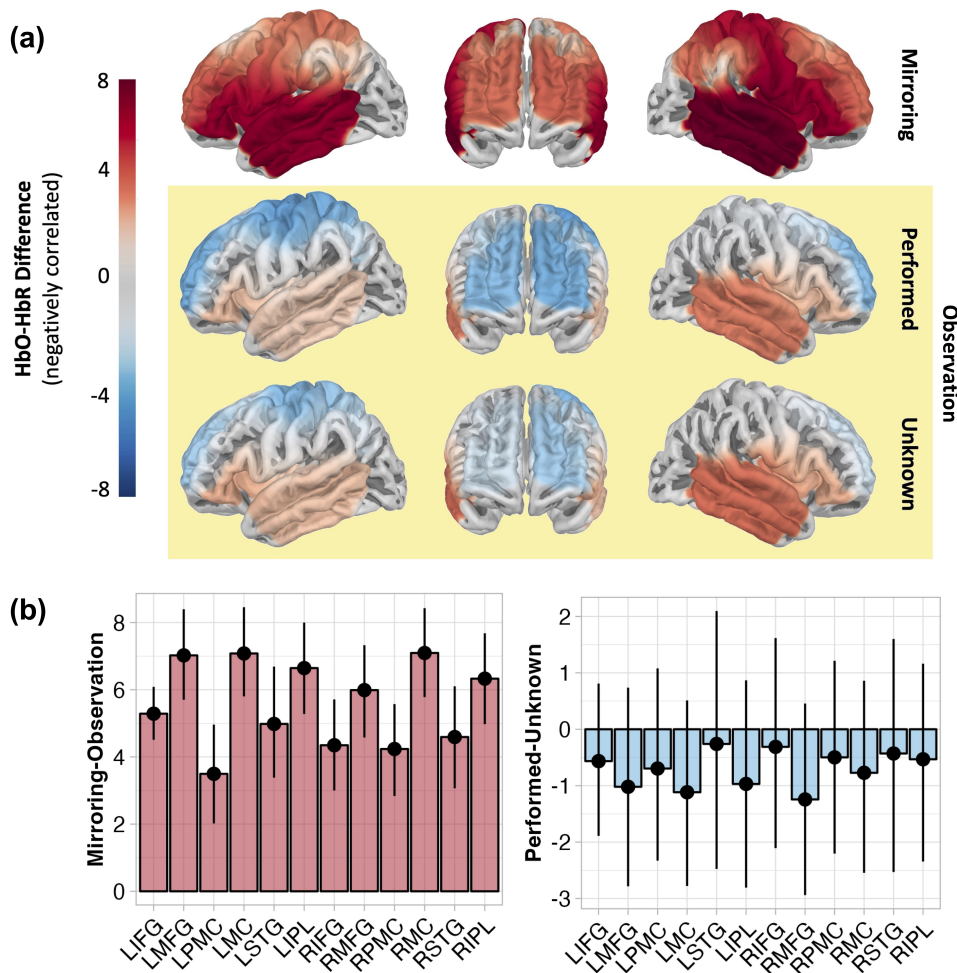 (a)
8
4
0
-4
-8
HbO-HbR Difference
(negatively correlated)
Mirroring
Performed
Unknown
Observation
(b)
Mirroring-Observation
8
6
4
2
0
LIFG
LMFG
LPMC
LMC
LSTG
LIPL
RIFG
RMFG
RPMC
RMC
RSTG
RIPL
Performed-Unknown
2
1
0
-1
-2
-3
LIFG
LMFG
LPMC
LMC
LSTG
LIPL
RIFG
RMFG
RPMC
RMC
RSTG
RIPL